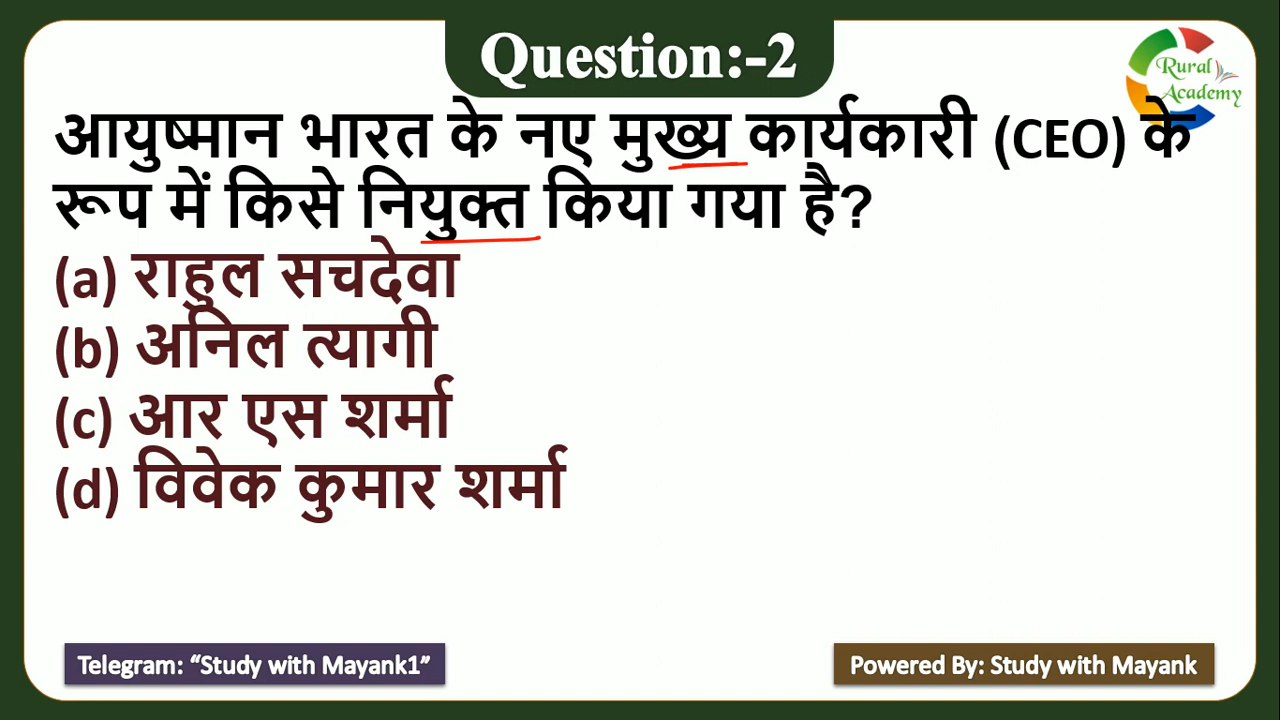 Question:-2
Rural
Academy
आयुष्मान भारत के नए मुख्य कार्यकारी (CEO) के
रूप में किसे नियुक्त किया गया है?
(a) राहुल सचदेवा
(b) अनिल त्यागी
(c) आर एस शर्मा
(d) विवेक कुमार शर्मा
Telegram: “Study with Mayank1”
Powered By: Study with Mayank